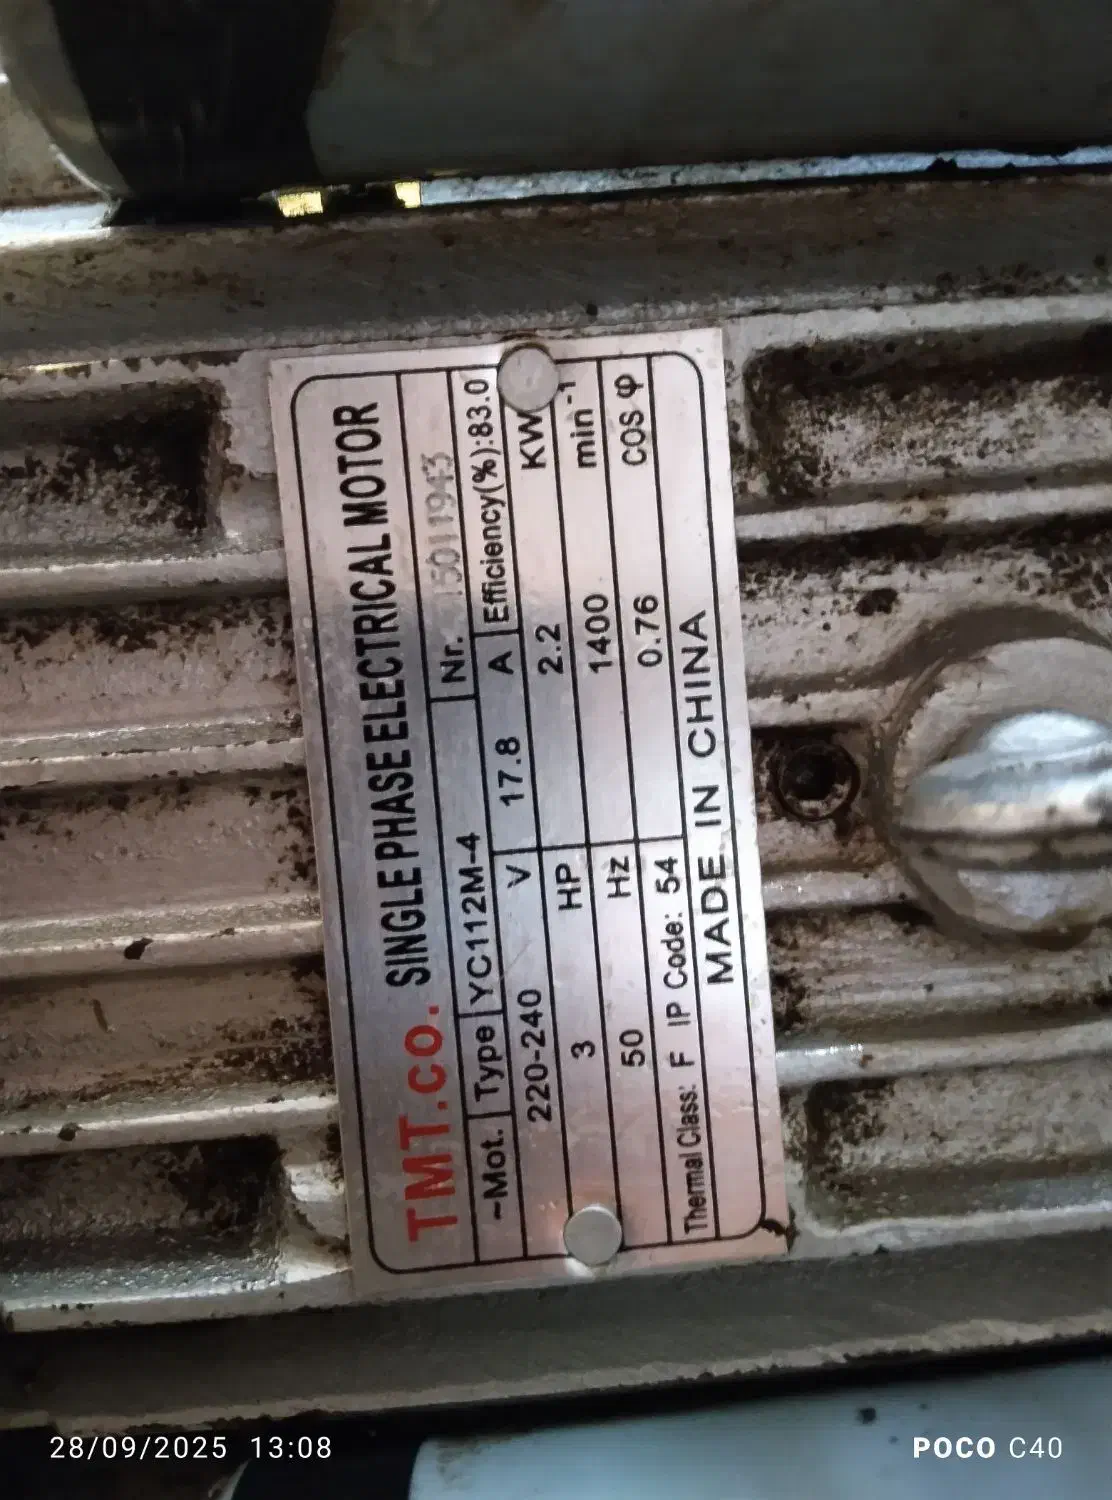 TMT.CO. SINGLE PHASE ELECTRICAL MOTOR
~Mot. Type YC112M-4 Nr.
220-240 V 17.8 A Efficiency(%):83.0
3 HP 2.2 KW
50 Hz 1400 min⁻¹
Thermal Class: F IP Code: 54 0.76 COS φ
MADE IN CHINA
28/09/2025 13:08
POCO C40